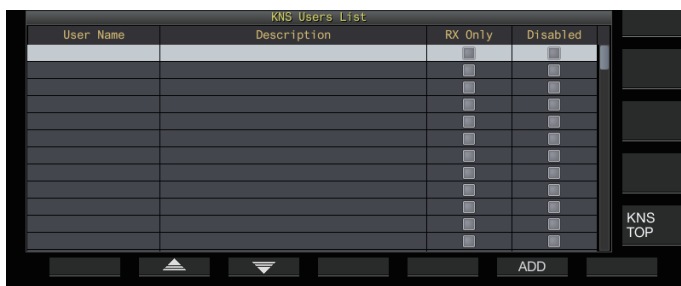 KNS Users List
User Name Description RX Only Disabled
KNS
TOP
ADD